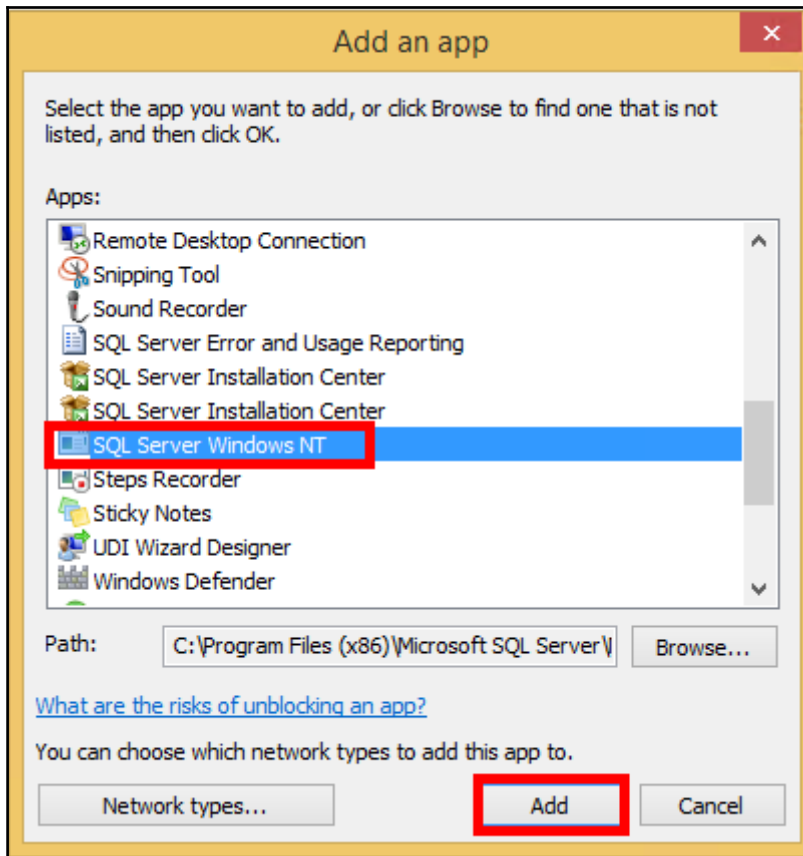 Add an app
Select the app you want to add, or click Browse to find one that is not
listed, and then click OK.
Apps:
Remote Desktop Connection
Snipping Tool
Sound Recorder
SQL Server Error and Usage Reporting
SQL Server Installation Center
SQL Server Installation Center
SQL Server Windows NT
Steps Recorder
Sticky Notes
UDI Wizard Designer
Windows Defender
Path: C:\Program Files (x86)\Microsoft SQL Server\ Browse...
What are the risks of unblocking an app?
You can choose which network types to add this app to.
Network types... Add Cancel